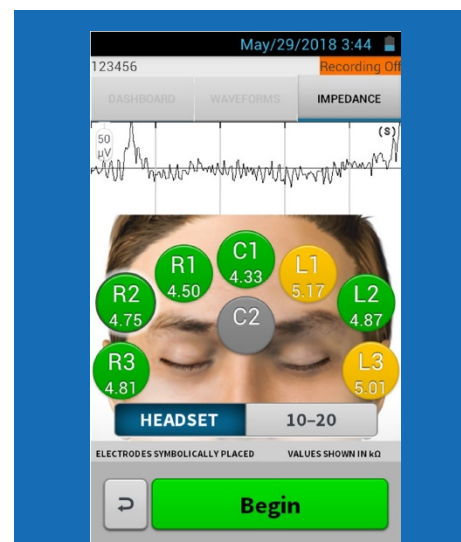 May/29/2018 3:44
123456 Recording Off
DASHBOARD WAVEFORMS IMPEDANCE
50 µV (S)
C1 4.33
R1 4.50
L1 5.17
R2 4.75
C2
L2 4.87
R3 4.81
L3 5.01
HEADSET 10–20
ELECTRODES SYMBOLICALLY PLACED VALUES SHOWN IN kΩ
Begin